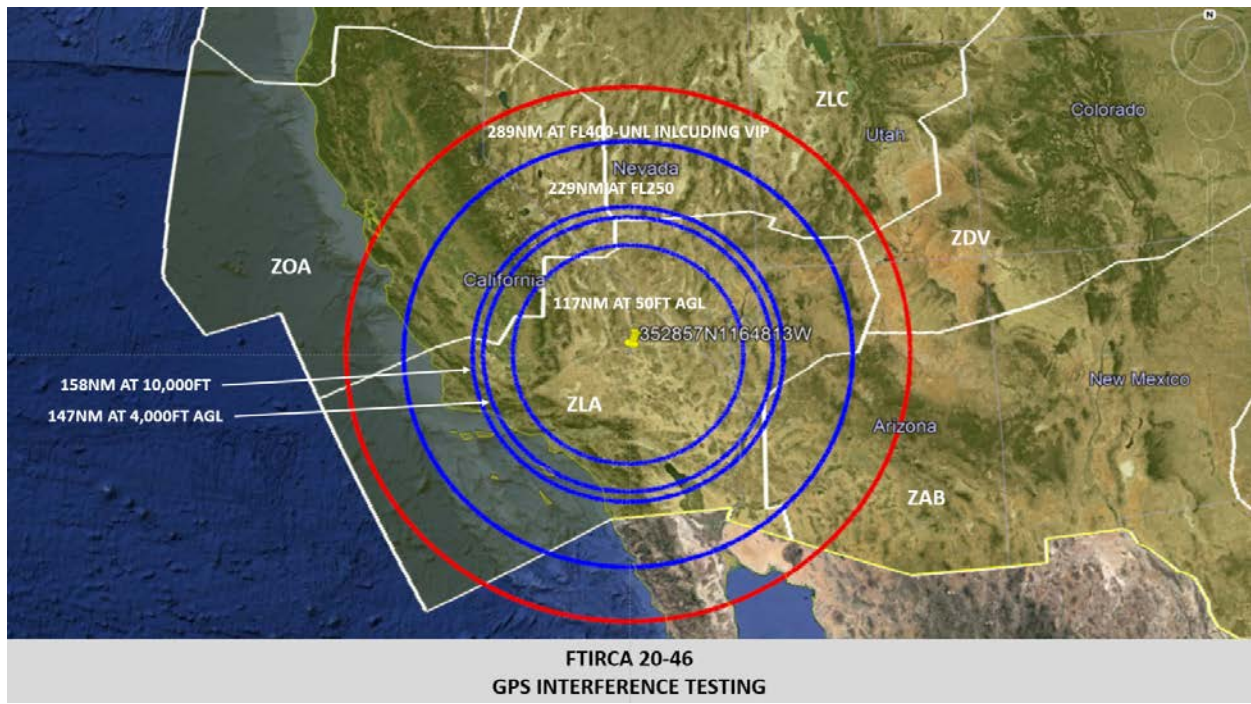 N
ZLC
Colorado
289NM AT FL400-UNL INLCUDING VIP
Utah
Nevada
229NM AT FL250
ZDV
ZOA
California
117NM AT 50FT AGL
352857N1164813W
158NM AT 10,000FT
New Mexico
147NM AT 4,000FT AGL
ZLA
Arizona
ZAB
FTIRCA 20-46
GPS INTERFERENCE TESTING